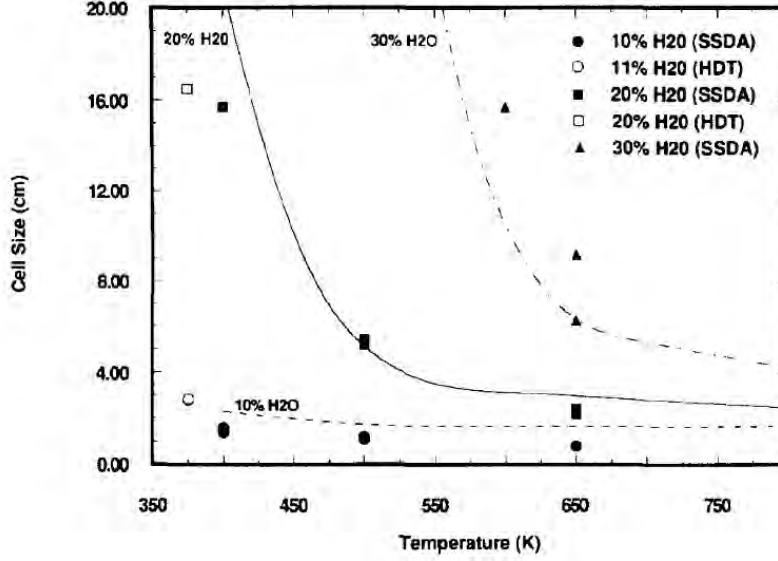 20.00
16.00
12.00
8.00
4.00
0.00
Cell Size (cm)
20% H20
30% H2O
10% H2O
10% H20 (SSDA)
11% H20 (HDT)
20% H20 (SSDA)
20% H20 (HDT)
30% H20 (SSDA)
350 450 550 650 750
Temperature (K)